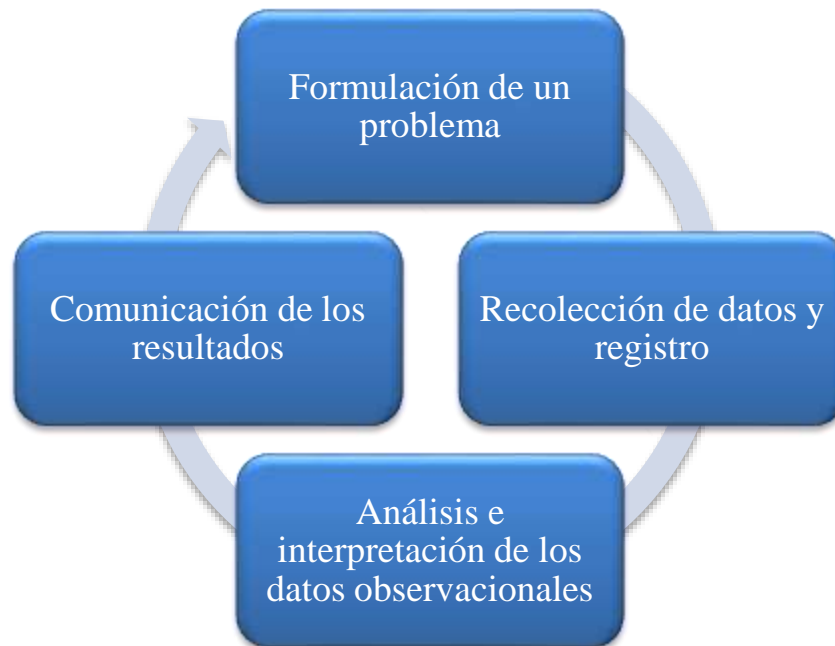 Formulación de un
problema
Recolección de datos y
registro
Análisis e
interpretación de los
datos observacionales
Comunicación de los
resultados